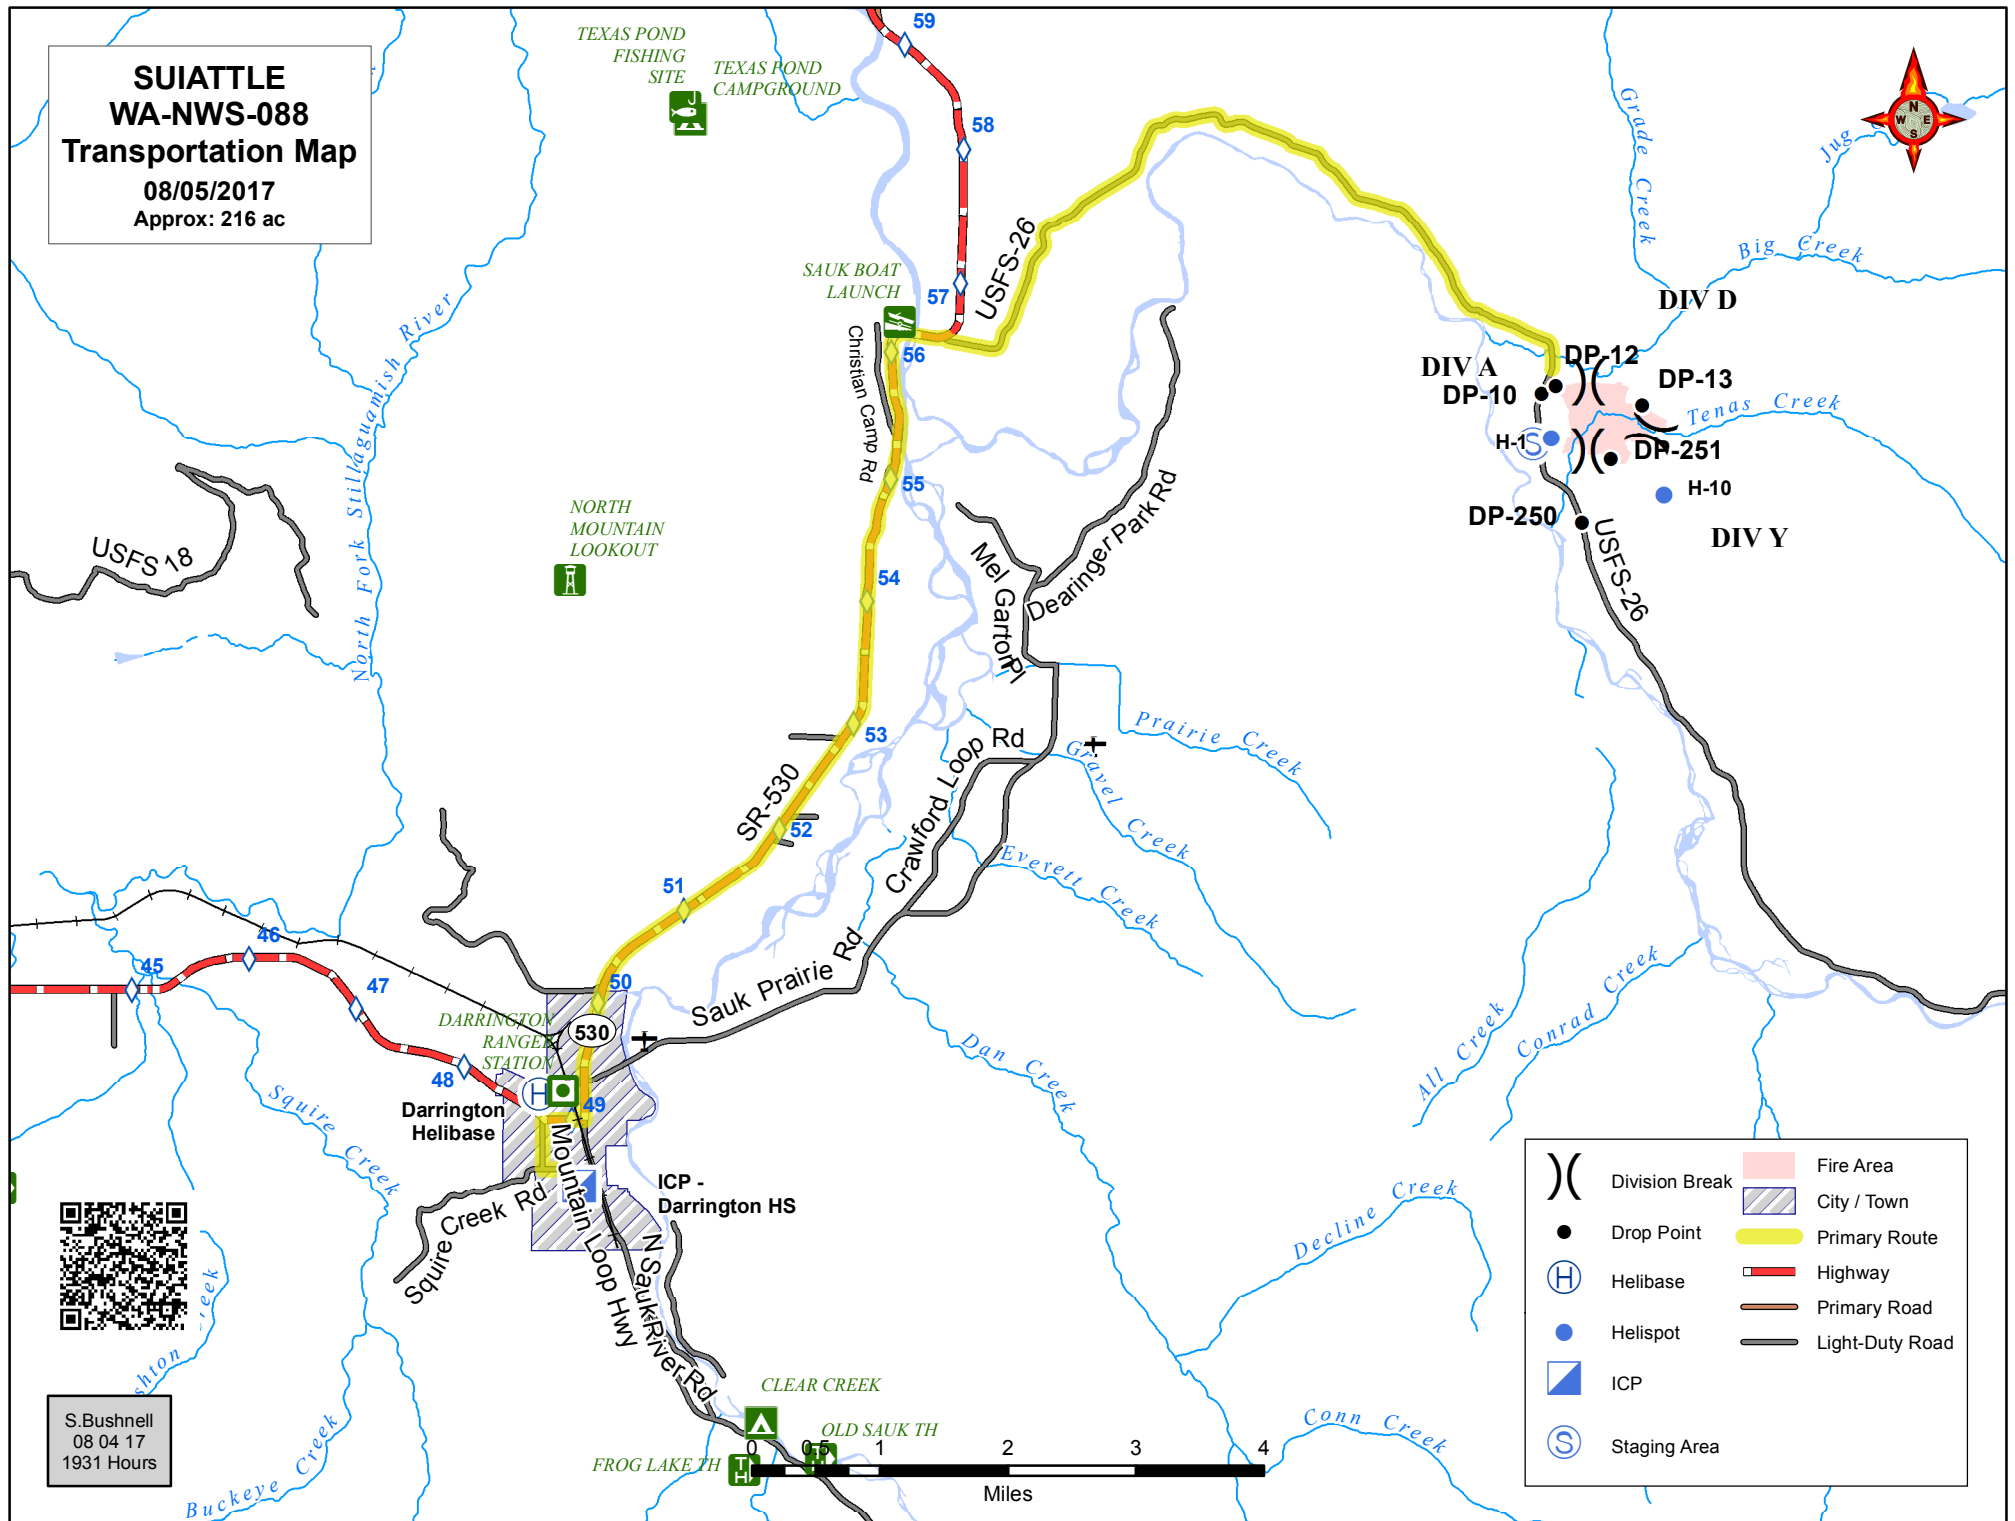 SUIATTLE
WA-NWS-088
Transportation Map
08/05/2017
Approx: 216 ac
TEXAS POND
FISHING
SITE
TEXAS POND
CAMPGROUND
59
58
57
SAUK BOAT
LAUNCH
56
55
54
53
52
51
50
49
48
47
46
45
USFS-26
Christian Camp Rd
Grade Creek
Jug
N
W
E
S
Big Creek
DIV D
DIV A
DP-12
DP-10
DP-13
Tenas Creek
H-1
S
DP-251
H-10
DP-250
DIV Y
USFS-26
North Fork Stillaguamish River
USFS 18
NORTH
MOUNTAIN
LOOKOUT
Mel Garton Pl
Dearinger Park Rd
Prairie Creek
Gravel Creek
Everett Creek
Crawford Loop Rd
SR-530
Sauk Prairie Rd
530
DARRINGTON
RANGER
STATION
H
Darrington
Helibase
ICP -
Darrington HS
Squire Creek
Squire Creek Rd
Mountain Loop Hwy
N Sauk River Rd
Dan Creek
All Creek
Conrad Creek
Decline Creek
Conn Creek
Buckeye Creek
shton
reek
CLEAR CREEK
OLD SAUK TH
FROG LAKE TH
TH
0
0.5
1
2
3
4
Miles
S.Bushnell
08 04 17
1931 Hours
Division Break
Drop Point
H
Helibase
Helispot
ICP
S
Staging Area
Fire Area
City / Town
Primary Route
Highway
Primary Road
Light-Duty Road